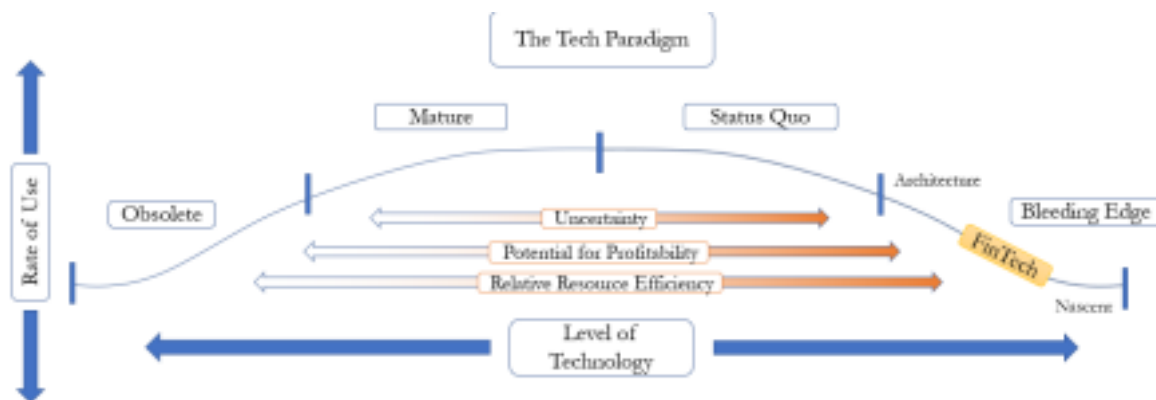 The Tech Paradigm
Mature
Status Quo
Rate of Use
Obsolete
Architecture
Bleeding Edge
Uncertainty
FinTech
Potential for Profitability
Relative Resource Efficiency
Nascent
Level of
Technology